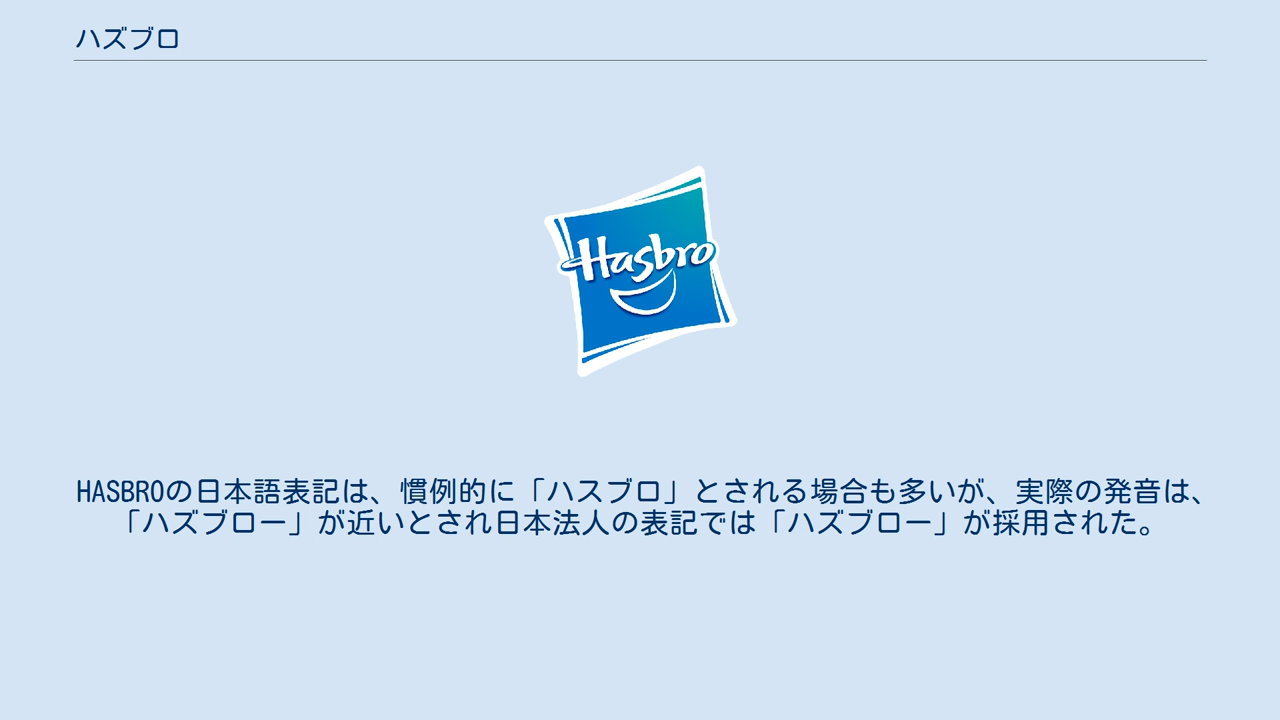 ハズブロ
Hasbro
HASBROの日本語表記は、慣例的に「ハスブロ」とされる場合も多いが、実際の発音は、
「ハズブロー」が近いとされ日本法人の表記では「ハズブロー」が採用された。